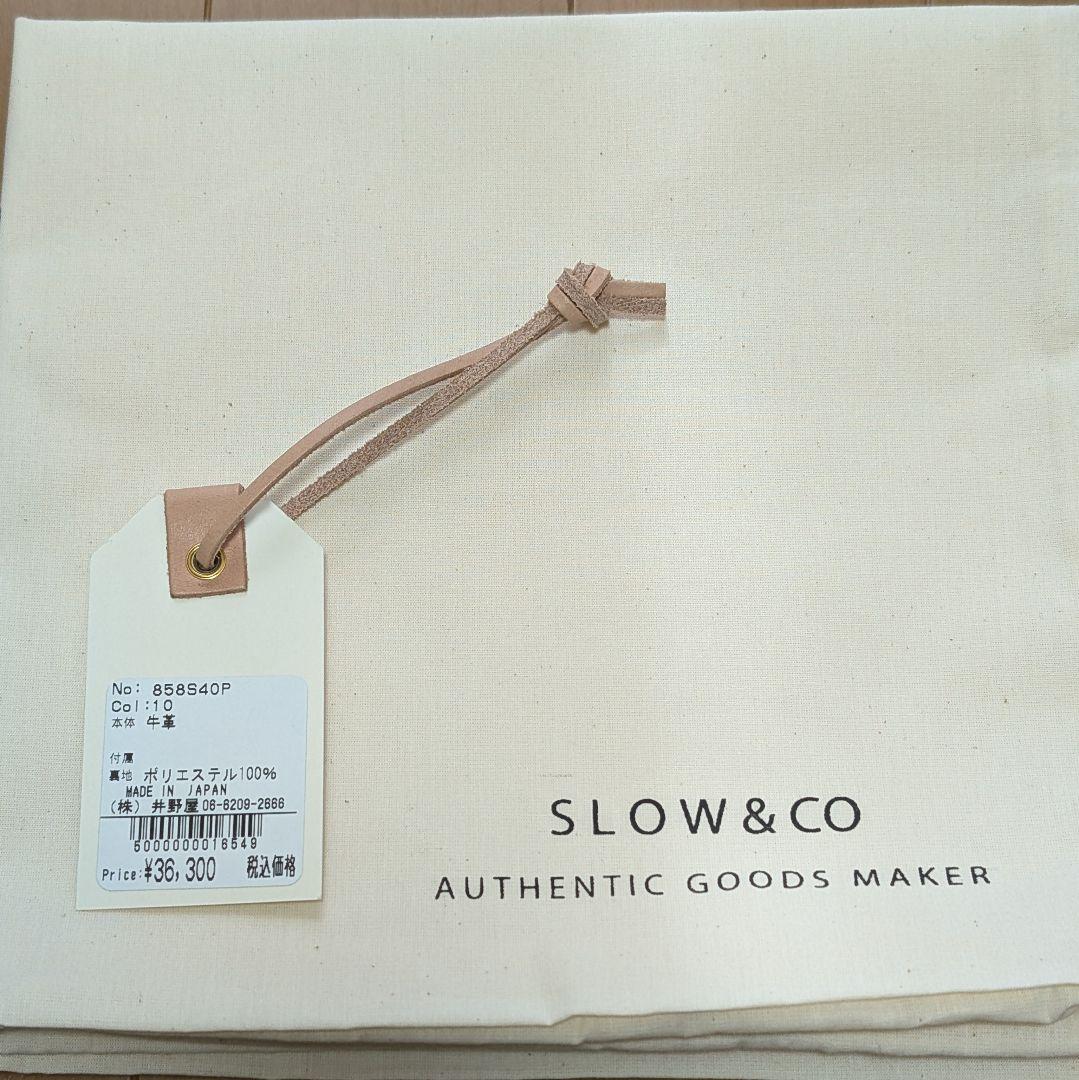 No: 858S40P
Col:10
本体 牛革
付属
裏地 ポリエステル100%
MADE IN JAPAN
(株) 井野屋 06-6209-2666
5000000016549
Price:¥36,300 税込価格
SLOW&CO
AUTHENTIC GOODS MAKER